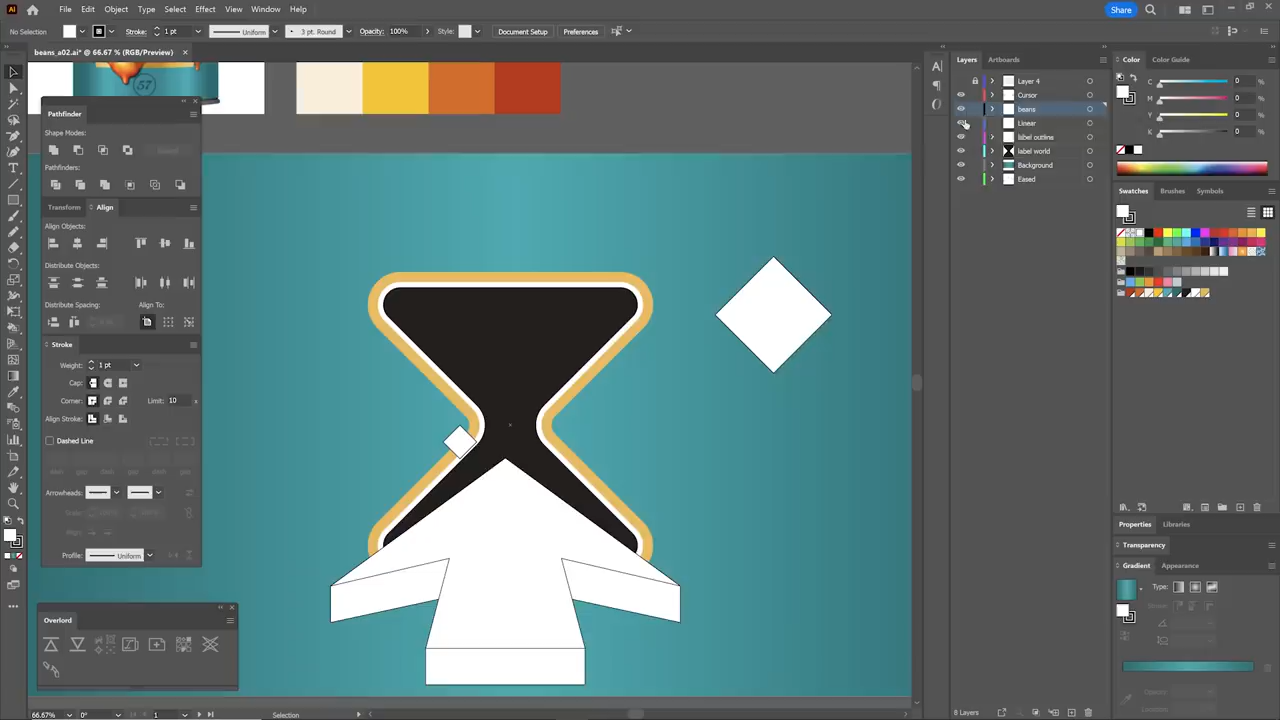 Ai File Edit Object Type Select Effect View Window Help Share
No Selection Stroke: 1 pt Uniform 3 pt. Round Opacity: 100% Style: Document Setup Preferences
beans_a02.ai* @ 66.67 % (RGB/Preview) ×
57
Pathfinder
Shape Modes:
Pathfinders:
Transform Align
Align Objects:
Distribute Objects:
Distribute Spacing: Align To:
Stroke
Weight: 1 pt
Cap:
Corner: Limit: 10 x
Align Stroke:
Dashed Line
Arrowheads:
Profile: Uniform
Overlord
66.67% 0° 1 Selection
Layers Artboards
Layer 4
Cursor
beans
Linear
label outline
label world
Background
Eased
8 Layers
Color Color Guide
C 0 %
M 0 %
Y 0 %
K 0 %
Swatches Brushes Symbols
Properties Libraries
Transparency
Gradient Appearance
Type: